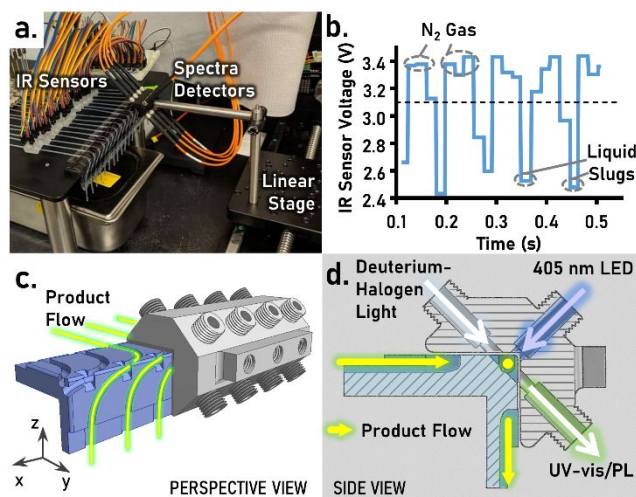 a.
IR Sensors
Spectra
Detectors
Linear
Stage
b.
N₂ Gas
IR Sensor Voltage (V)
3.4
3.2
3.0
2.8
2.6
2.4
0.1 0.2 0.3 0.4 0.5
Time (s)
Liquid
Slugs
c.
Product
Flow
z
x
y
PERSPECTIVE VIEW
d.
Deuterium-
Halogen
Light
405 nm LED
Product Flow
UV-vis/PL
SIDE VIEW